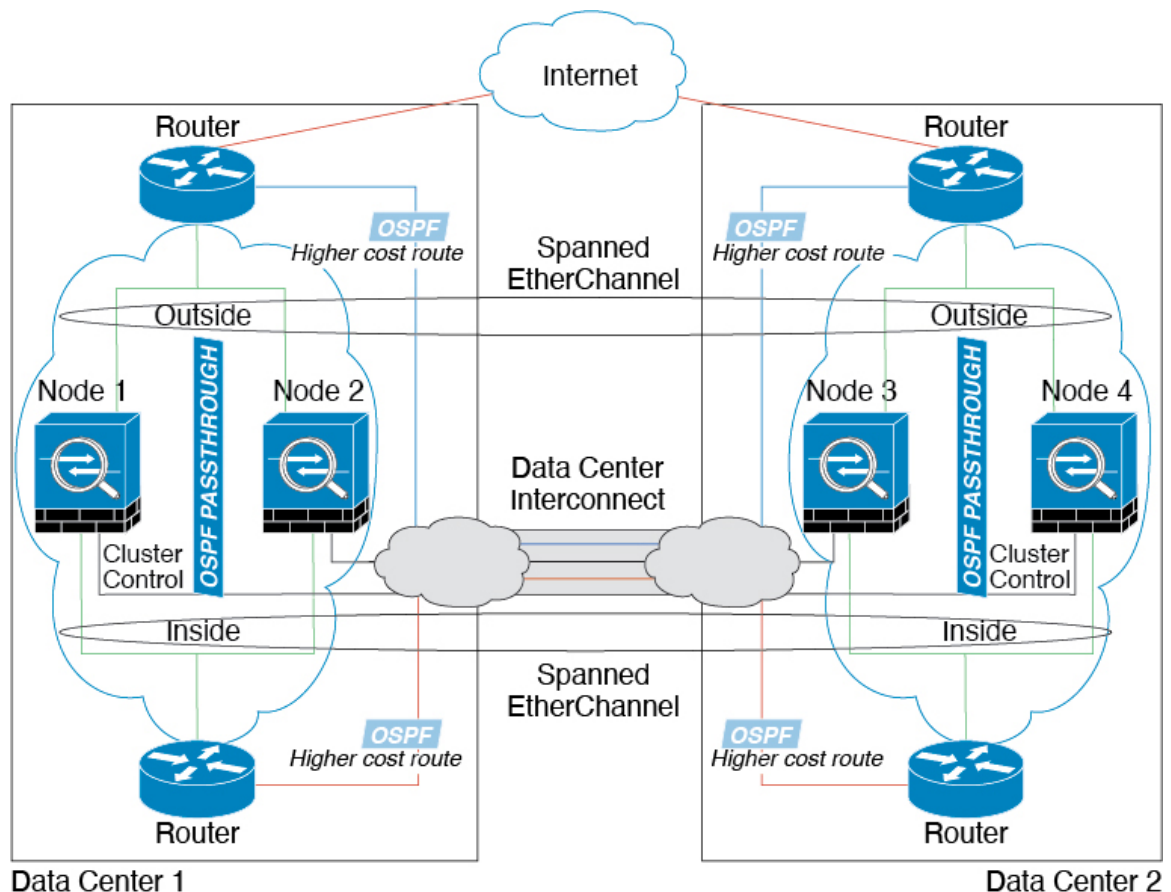 Internet
Router
Router
OSPF
Higher cost route
OSPF
Higher cost route
Spanned
EtherChannel
Outside
Outside
Node 1
Node 2
Node 3
Node 4
OSPF PASSTHROUGH
OSPF PASSTHROUGH
Data Center
Interconnect
Cluster
Control
Cluster
Control
Inside
Inside
Spanned
EtherChannel
OSPF
Higher cost route
OSPF
Higher cost route
Router
Router
Data Center 1
Data Center 2